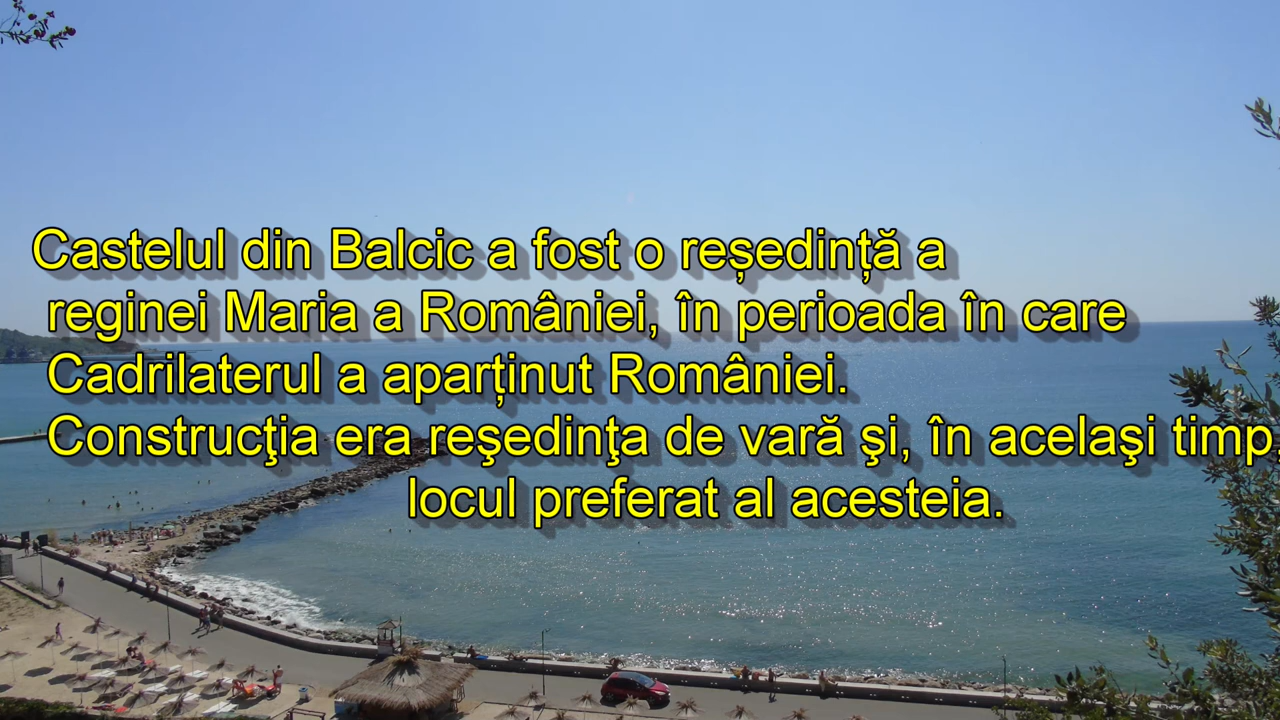 Castelul din Balcic a fost o reședință a
reginei Maria a României, în perioada în care
Cadrilaterul a aparținut României.
Construcţia era reşedinţa de vară şi, în acelaşi timp,
locul preferat al acesteia.